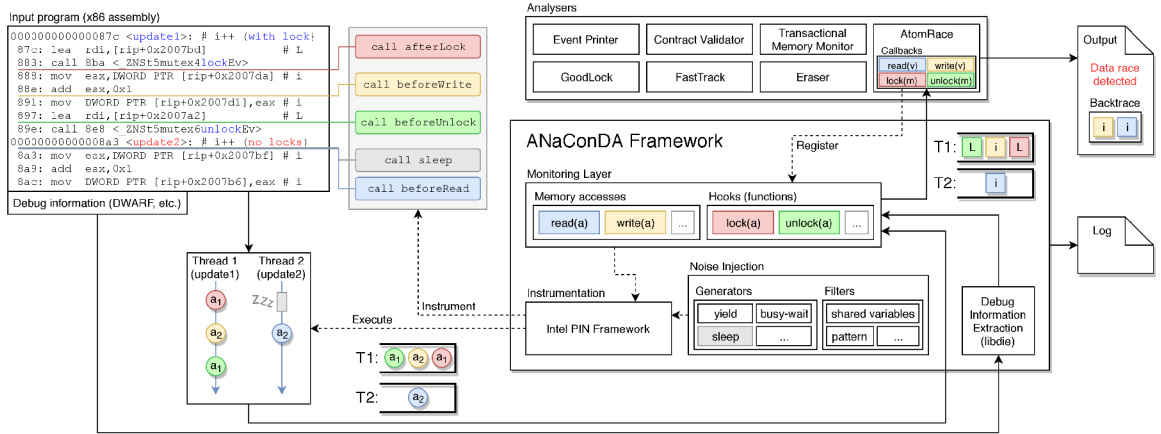 Input program (x66 assembly)
000000000000087c <update1>: # i++ (with lock)
87c: lea rdi,[rip+0x2007bd] # L
883: call 8ba <_ZNSt5mutex4lockEv>
888: mov eax,DWORD PTR [rip+0x2007da] # i
88e: add eax,0x1
891: mov DWORD PTR [rip+0x2007d1],eax # i
897: lea rdi,[rip+0x2007a2] # L
89e: call 8e8 <_ZNSt5mutex6unlockEv>
00000000000008a3 <update2>: # i++ (no locks)
8a3: mov eax,DWORD PTR [rip+0x2007bf] # i
8a9: add eax,0x1
8ac: mov DWORD PTR [rip+0x2007b6],eax # i
Debug information (DWARF, etc.)
call afterLock
call beforeWrite
call beforeUnlock
call sleep
call beforeRead
Analysers
Event Printer
Contract Validator
Transactional
Memory Monitor
GoodLock
FastTrack
Eraser
AtomRace
Callbacks
read(v) write(v)
lock(m) unlock(m)
Output
Data race
detected
Backtrace
i i
Log
ANaConDA Framework
Register
T1: L i L
T2: i
Monitoring Layer
Memory accesses
read(a) write(a) ...
Hooks (functions)
lock(a) unlock(a) ...
Noise Injection
Generators
yield busy-wait
sleep ...
Filters
shared variables
pattern ...
Instrumentation
Intel PIN Framework
Debug
Information
Extraction
(libdie)
Instrument
Execute
Thread 1
(update1)
Thread 2
(update2)
zzz
a1
a2
a1
a2
T1: a1 a2 a1
T2: a2